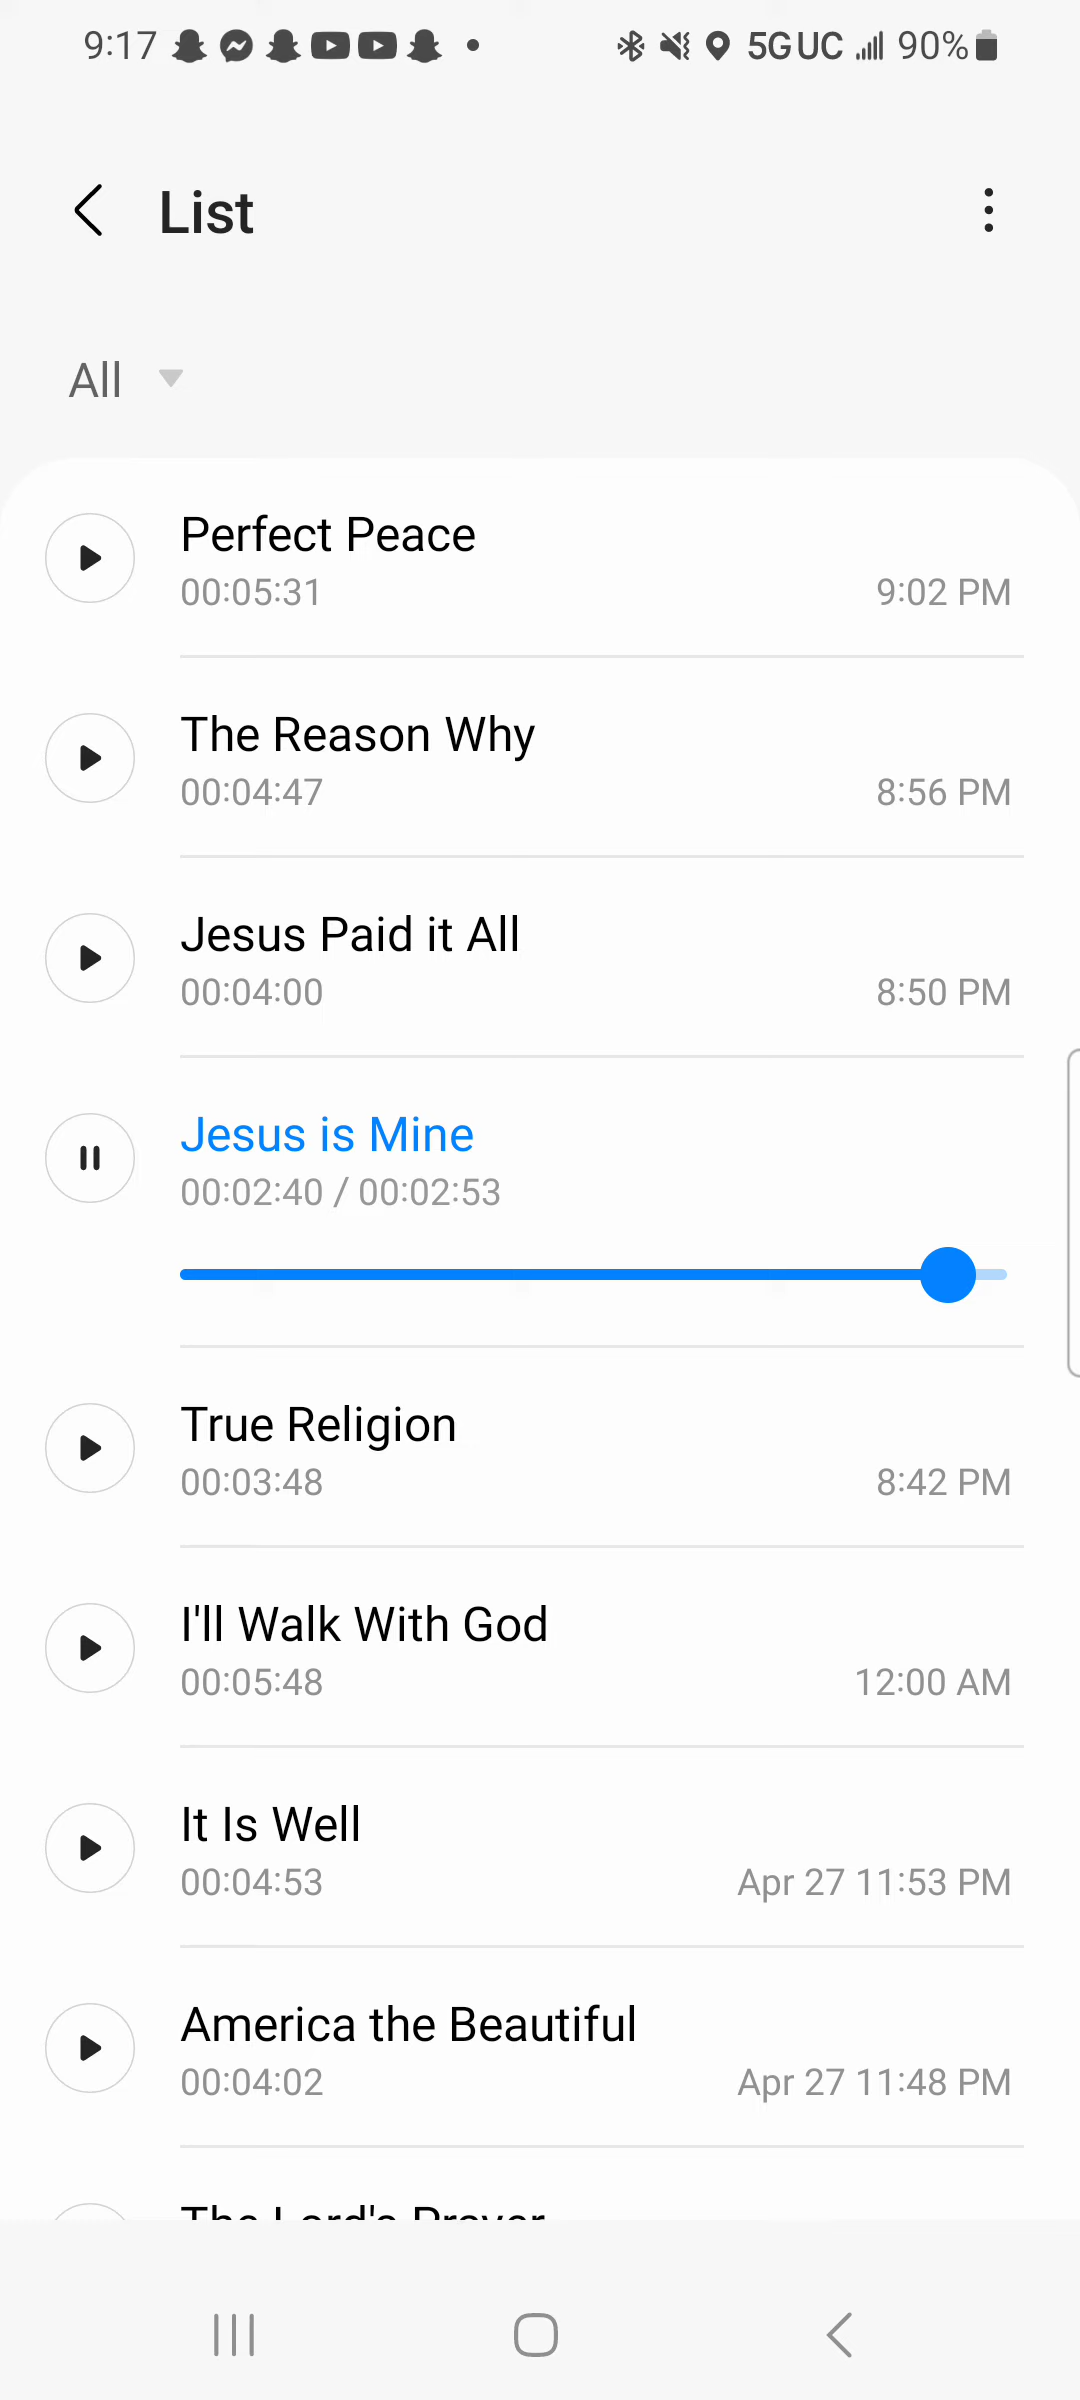 9:17 5G UC 90%
List
All
Perfect Peace
00:05:31 9:02 PM
The Reason Why
00:04:47 8:56 PM
Jesus Paid it All
00:04:00 8:50 PM
Jesus is Mine
00:02:40 / 00:02:53
True Religion
00:03:48 8:42 PM
I'll Walk With God
00:05:48 12:00 AM
It Is Well
00:04:53 Apr 27 11:53 PM
America the Beautiful
00:04:02 Apr 27 11:48 PM
The Lord's Prayer